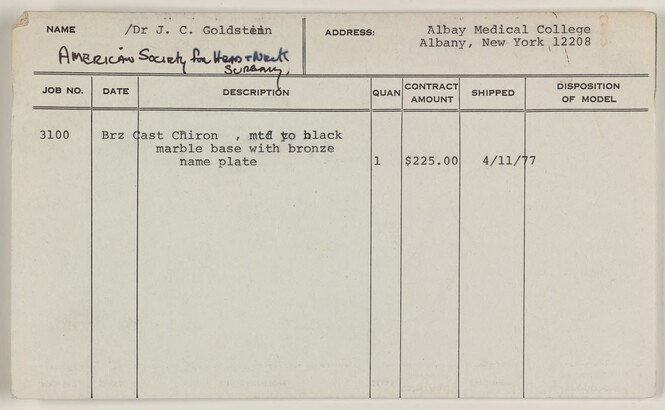 NAME /Dr J. C. Goldstein ADDRESS: Albay Medical College
Albany, New York 12208
AMERICAN Society for HEAD + Neck
Surgery.
JOB NO. DATE DESCRIPTION QUAN CONTRACT AMOUNT SHIPPED DISPOSITION OF MODEL
3100 Brz Cast Chiron , mtd to black
marble base with bronze
name plate 1 $225.00 4/11/77